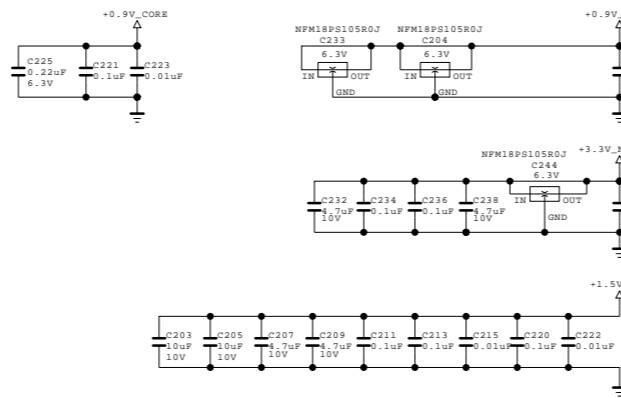 +0.9V_CORE
C225
0.22uF
6.3V
C221
0.1uF
C223
0.01uF
NFM18PS105R0J
C233
6.3V
IN
OUT
GND
NFM18PS105R0J
C204
6.3V
IN
OUT
GND
+0.9V_
+3.3V_
NFM18PS105R0J
C244
6.3V
IN
OUT
GND
C232
4.7uF
10V
C234
0.1uF
C236
0.1uF
C238
4.7uF
10V
+1.5V
C203
10uF
10V
C205
10uF
10V
C207
4.7uF
10V
C209
4.7uF
10V
C211
0.1uF
C213
0.1uF
C215
0.01uF
C220
0.1uF
C222
0.01uF